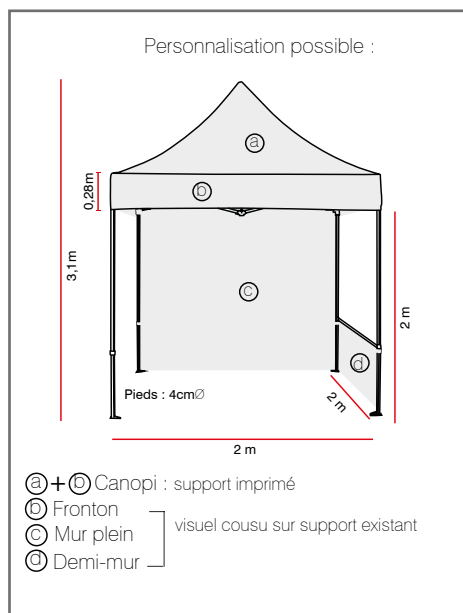 Personnalisation possible :
a
0,28m
b
3,1m
c
2 m
d
Pieds : 4cmØ
2 m
2 m
a + b Canopi : support imprimé
b Fronton
visuel cousu sur support existant
c Mur plein
d Demi-mur